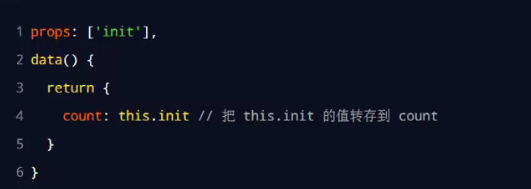 1 props: ['init'],
2 data() {
3   return {
4     count: this.init // 把 this.init 的值转存到 count
5   }
6 }